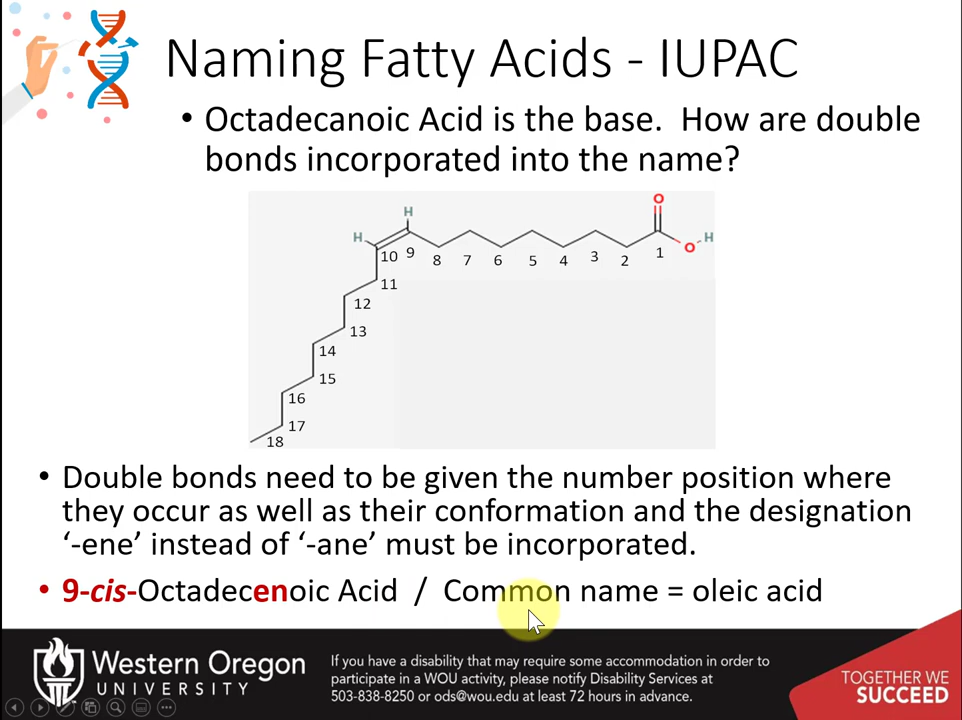 Naming Fatty Acids - IUPAC
• Octadecanoic Acid is the base. How are double
bonds incorporated into the name?
O
H
H
H
O
10 9 8 7 6 5 4 3 2 1
11
12
13
14
15
16
17
18
• Double bonds need to be given the number position where
they occur as well as their conformation and the designation
‘-ene’ instead of ‘-ane’ must be incorporated.
• 9-cis-Octadecenoic Acid / Common name = oleic acid
Western Oregon
UNIVERSITY
If you have a disability that may require some accommodation in order to
participate in a WOU activity, please notify Disability Services at
503-838-8250 or ods@wou.edu at least 72 hours in advance.
TOGETHER WE
SUCCEED